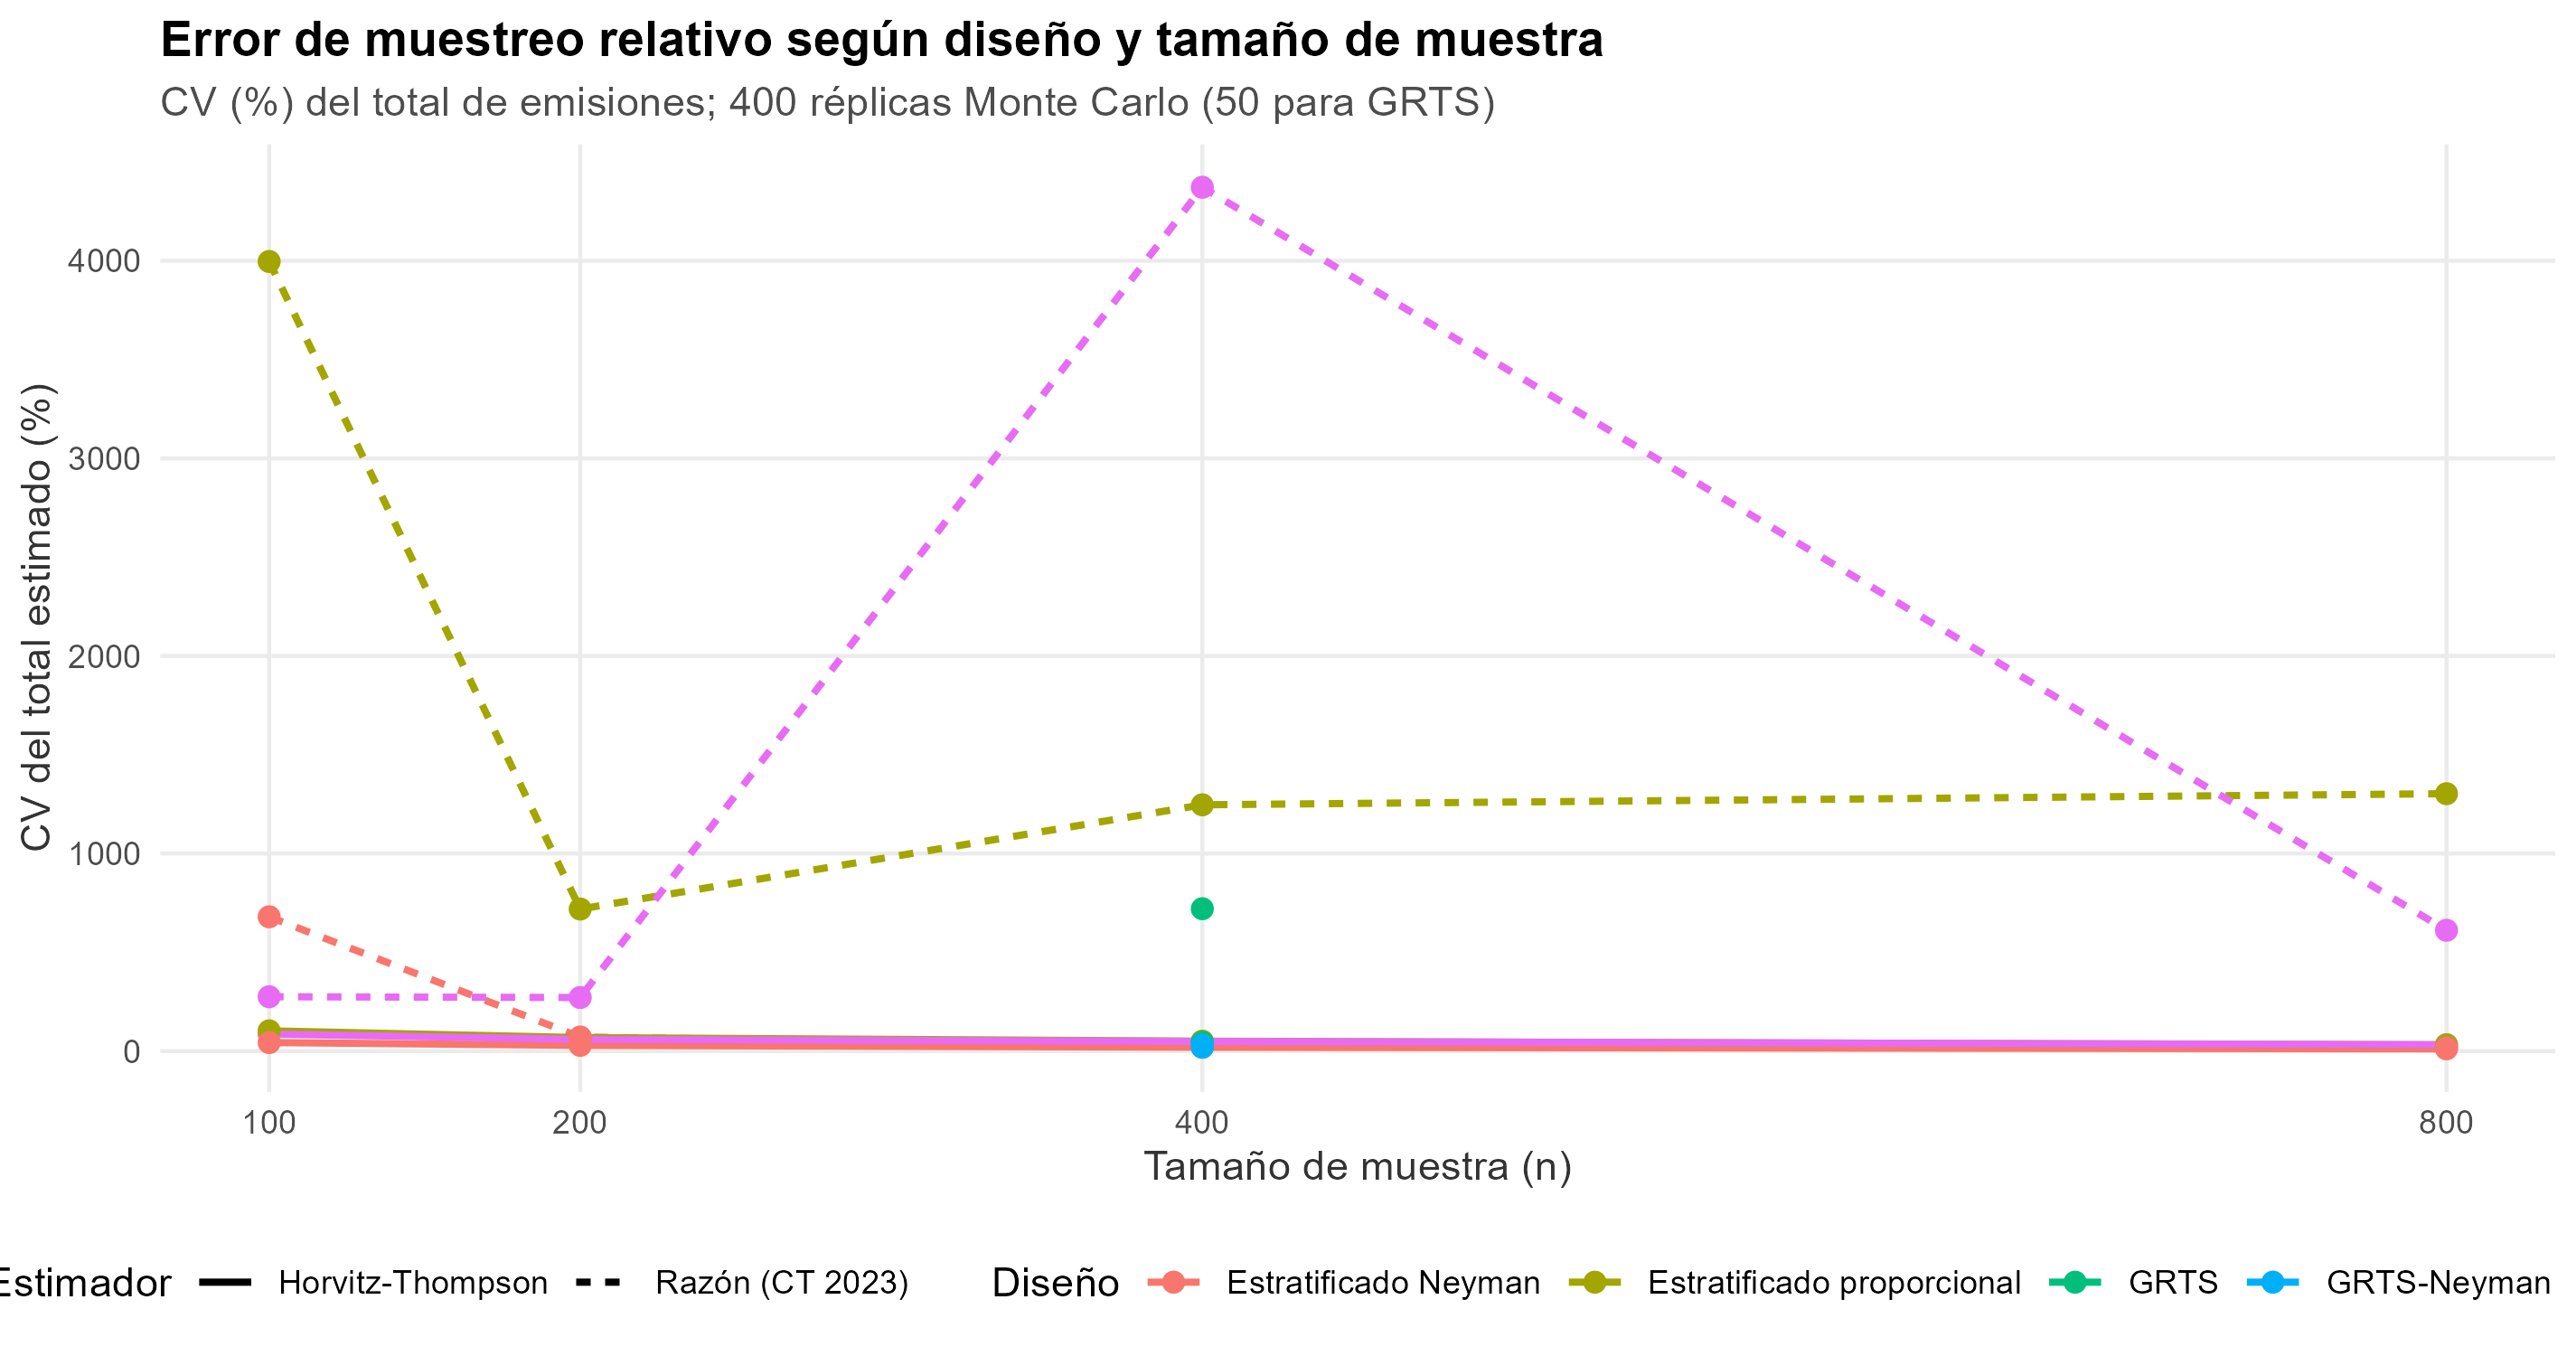 Error de muestreo relativo según diseño y tamaño de muestra
CV (%) del total de emisiones; 400 réplicas Monte Carlo (50 para GRTS)
CV del total estimado (%)
4000
3000
2000
1000
0
100 200 400 800
Tamaño de muestra (n)
Estimador Horvitz-Thompson Razón (CT 2023) Diseño Estratificado Neyman Estratificado proporcional GRTS GRTS-Neyman